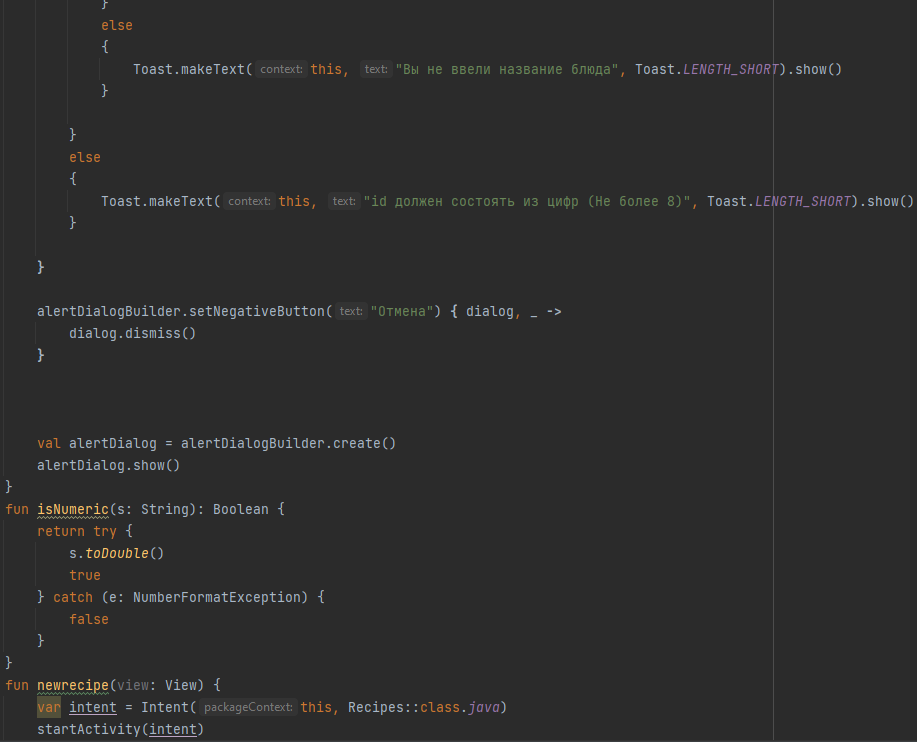 }
else
{
Toast.makeText( context: this, text: "Вы не ввели название блюда", Toast.LENGTH_SHORT).show()
}
}
else
{
Toast.makeText( context: this, text: "id должен состоять из цифр (Не более 8)", Toast.LENGTH_SHORT).show()
}
}
alertDialogBuilder.setNegativeButton( text: "Отмена") { dialog, _ ->
dialog.dismiss()
}
val alertDialog = alertDialogBuilder.create()
alertDialog.show()
}
fun isNumeric(s: String): Boolean {
return try {
s.toDouble()
true
} catch (e: NumberFormatException) {
false
}
}
fun newrecipe(view: View) {
var intent = Intent( packageContext: this, Recipes::class.java)
startActivity(intent)